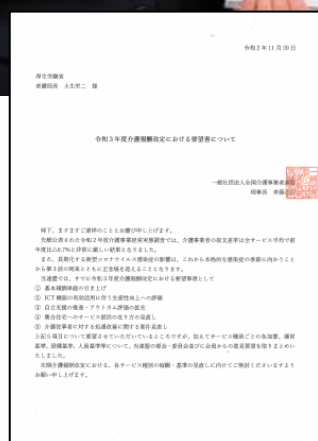 令和2年11月20日
厚生労働省
老健局長 土生栄二 様
令和3年度介護報酬改定における要望書について
一般社団法人全国介護事業者
理事長 斉藤
時下、ますますご清祥のこととお慶び申し上げます。
先般公表された令和2年度介護事業経営実態調査では、介護事業者の収支差率は全サービス平均で前
年度比△0.7%と非常に厳しい結果となりました。
また、長期化する新型コロナウイルス感染症の影響は、これから本格的な感染症の季節に向かうこと
から第3波の到来とともに正念場を迎えることとなります。
当連盟では、すでに令和3年度介護報酬改定における要望事項として
① 基本報酬単価の引き上げ
② ICT機器の有効活用に伴う生産性向上への評価
③ 自立支援の推進・アウトカム評価の拡充
④ 集合住宅へのサービス提供の在り方の見直し
⑤ 介護従事者に対する処遇改善に関する要件見直し
上記5項目について要望させていただいているところですが、加えてサービス種別ごとの各加算、運営
基準、設備基準、人員基準等について、当連盟の部会・委員会並びに会員からの意見要望を取りまとめい
たしました。
次期介護報酬改定における、各サービス種別の報酬・基準の見直しに向けてご検討くださいますよう
お願い申し上げます。